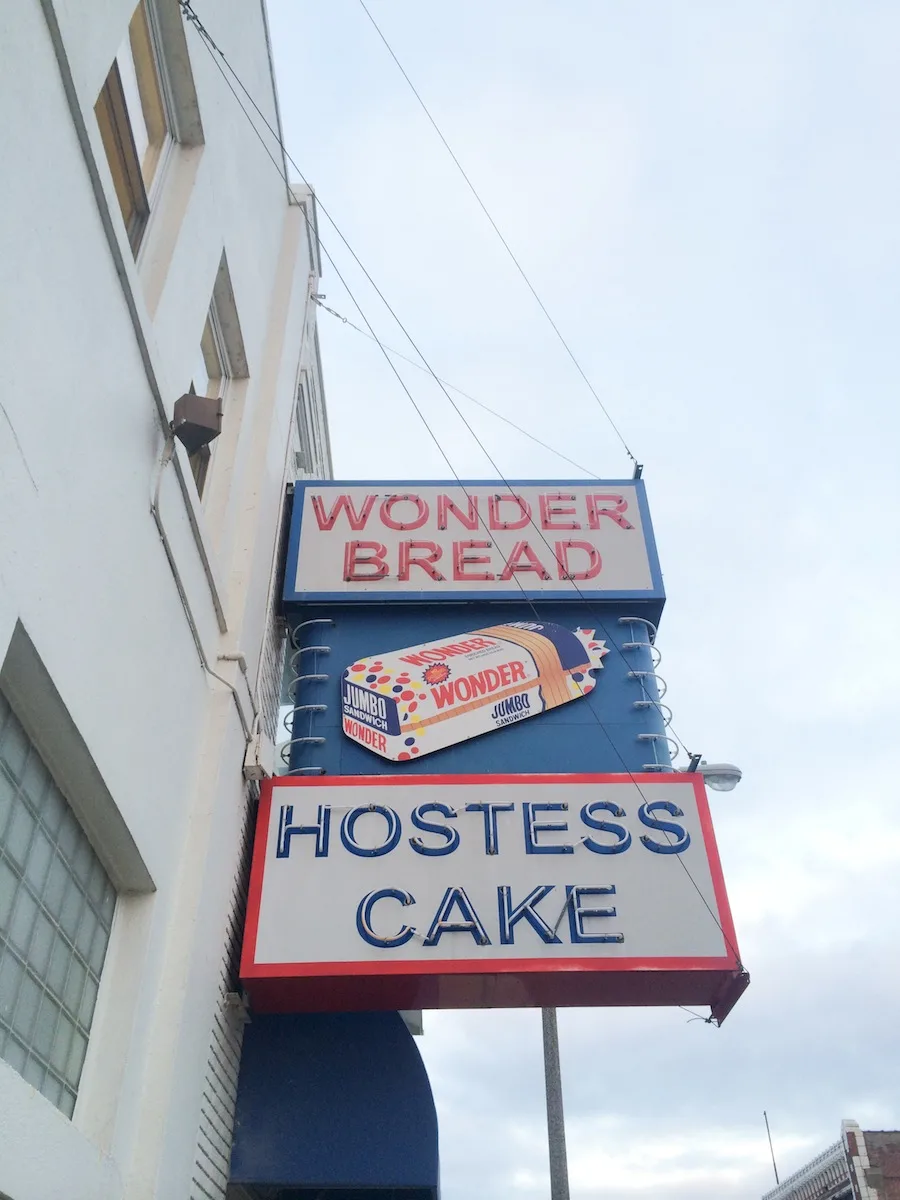 WONDER
BREAD
WONDER
WONDER
JUMBO
SANDWICH
JUMBO
SANDWICH
WONDER
HOSTESS
CAKE